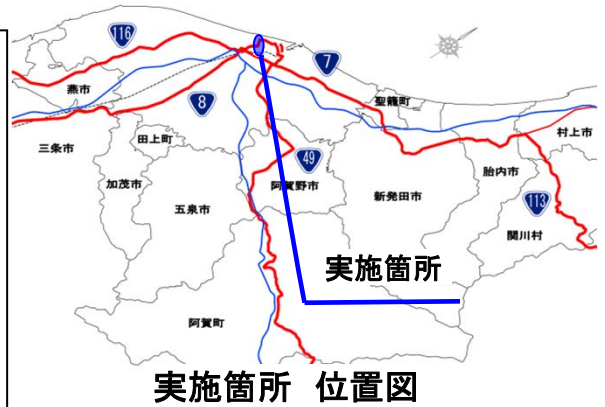 116
7
燕市
聖籠町
8
村上市
三条市
田上町
49
胎内市
加茂市
阿賀野市
新発田市
113
五泉市
関川村
実施箇所
阿賀町
実施箇所 位置図